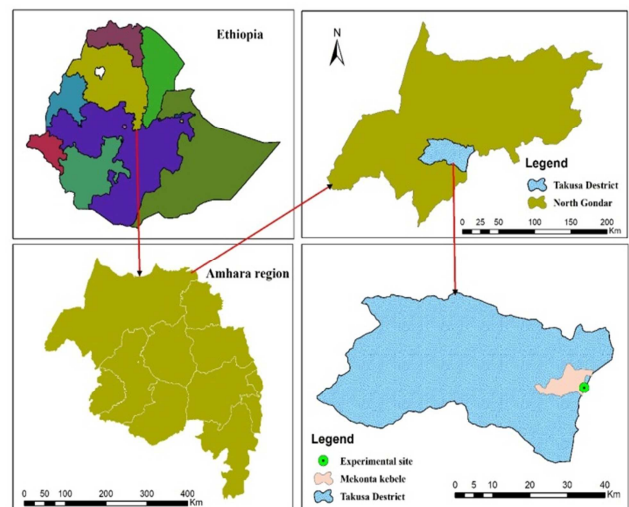 Ethiopia
N
Legend
Takusa Destrict
North Gondar
0 25 50 100 150 200
Km
Amhara region
0 50 100 200 300 400
Km
Legend
Experimental site
Mekonta kebele
Takusa Destrict
0 5 10 20 30 40
Km